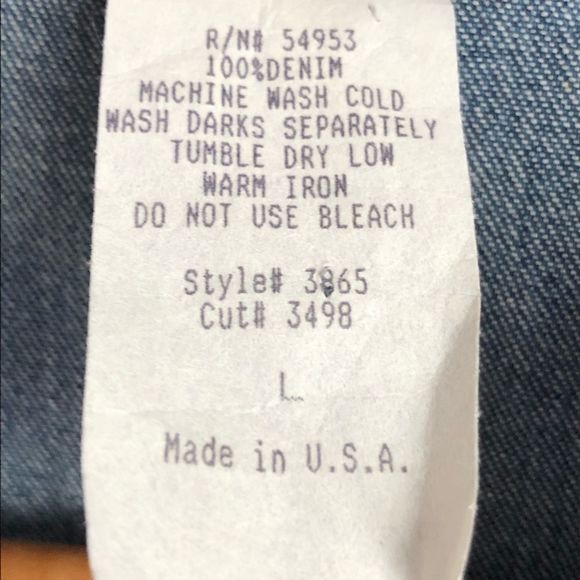 R/N# 54953
100%DENIM
MACHINE WASH COLD
WASH DARKS SEPARATELY
TUMBLE DRY LOW
WARM IRON
DO NOT USE BLEACH
Style# 3865
Cut# 3498
L
Made in U.S.A.